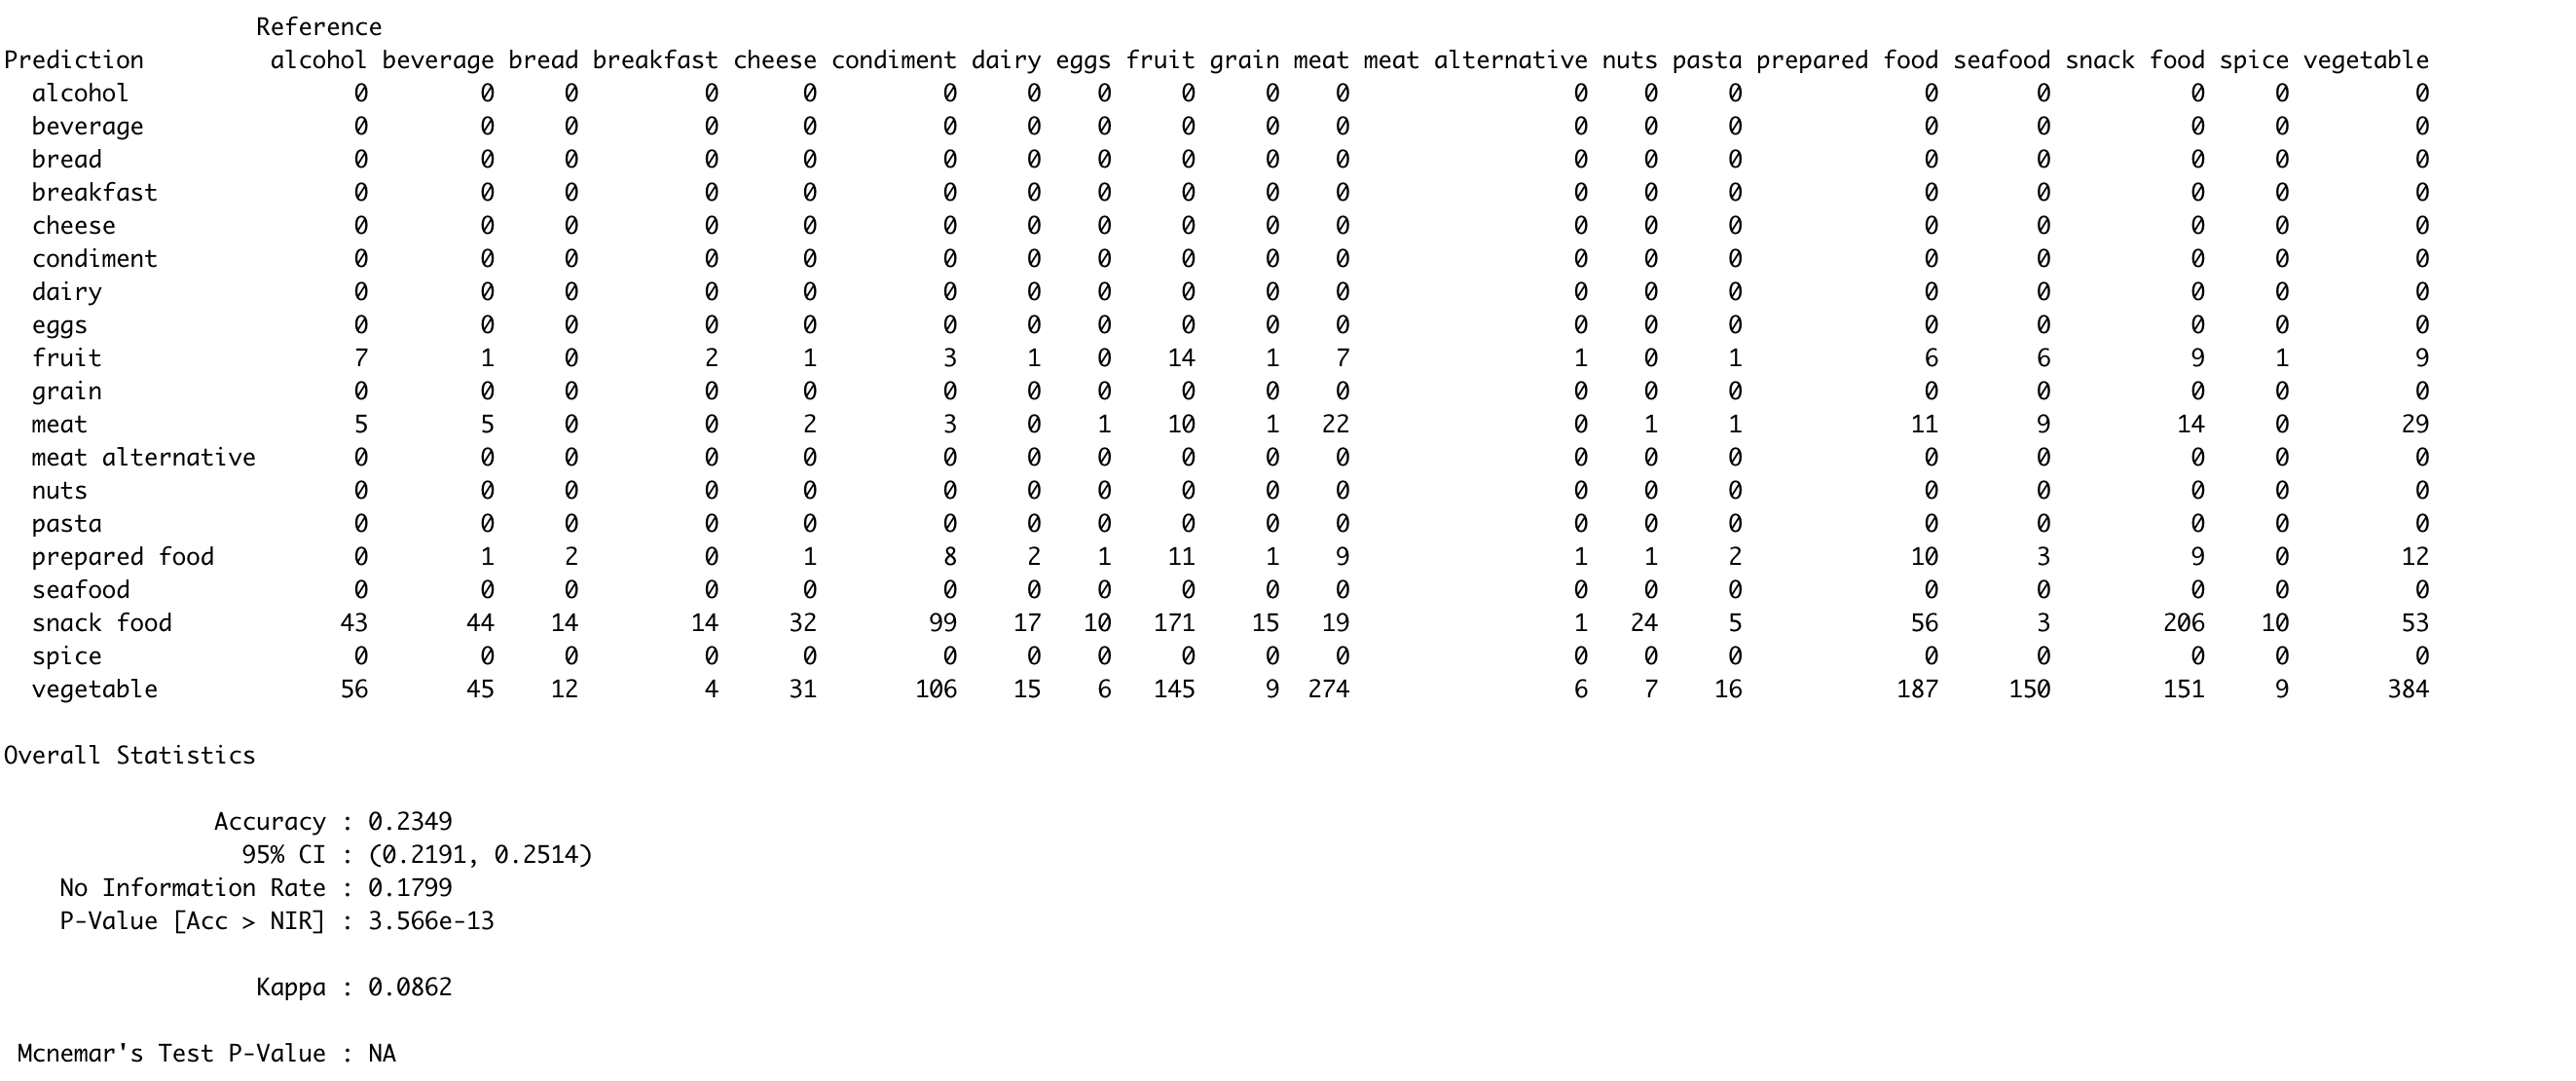 Reference
Prediction alcohol beverage bread breakfast cheese condiment dairy eggs fruit grain meat meat alternative nuts pasta prepared food seafood snack food spice vegetable
alcohol 0 0 0 0 0 0 0 0 0 0 0 0 0 0 0 0 0 0 0
beverage 0 0 0 0 0 0 0 0 0 0 0 0 0 0 0 0 0 0 0
bread 0 0 0 0 0 0 0 0 0 0 0 0 0 0 0 0 0 0 0
breakfast 0 0 0 0 0 0 0 0 0 0 0 0 0 0 0 0 0 0 0
cheese 0 0 0 0 0 0 0 0 0 0 0 0 0 0 0 0 0 0 0
condiment 0 0 0 0 0 0 0 0 0 0 0 0 0 0 0 0 0 0 0
dairy 0 0 0 0 0 0 0 0 0 0 0 0 0 0 0 0 0 0 0
eggs 0 0 0 0 0 0 0 0 0 0 0 0 0 0 0 0 0 0 0
fruit 7 1 0 2 1 3 1 0 14 1 7 1 0 1 6 6 9 1 9
grain 0 0 0 0 0 0 0 0 0 0 0 0 0 0 0 0 0 0 0
meat 5 5 0 0 2 3 0 1 10 1 22 0 1 1 11 9 14 0 29
meat alternative 0 0 0 0 0 0 0 0 0 0 0 0 0 0 0 0 0 0 0
nuts 0 0 0 0 0 0 0 0 0 0 0 0 0 0 0 0 0 0 0
pasta 0 0 0 0 0 0 0 0 0 0 0 0 0 0 0 0 0 0 0
prepared food 0 1 2 0 1 8 2 1 11 1 9 1 1 2 10 3 9 0 12
seafood 0 0 0 0 0 0 0 0 0 0 0 0 0 0 0 0 0 0 0
snack food 43 44 14 14 32 99 17 10 171 15 19 1 24 5 56 3 206 10 53
spice 0 0 0 0 0 0 0 0 0 0 0 0 0 0 0 0 0 0 0
vegetable 56 45 12 4 31 106 15 6 145 9 274 6 7 16 187 150 151 9 384
Overall Statistics
Accuracy : 0.2349
95% CI : (0.2191, 0.2514)
No Information Rate : 0.1799
P-Value [Acc > NIR] : 3.566e-13
Kappa : 0.0862
Mcnemar's Test P-Value : NA